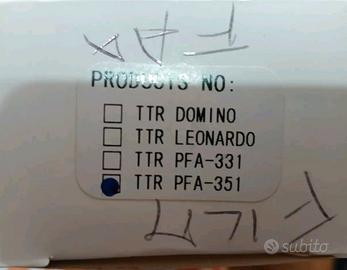 PRODUCTS NO:
TTR DOMINO
TTR LEONARDO
TTR PFA-331
TTR PFA-351
subito